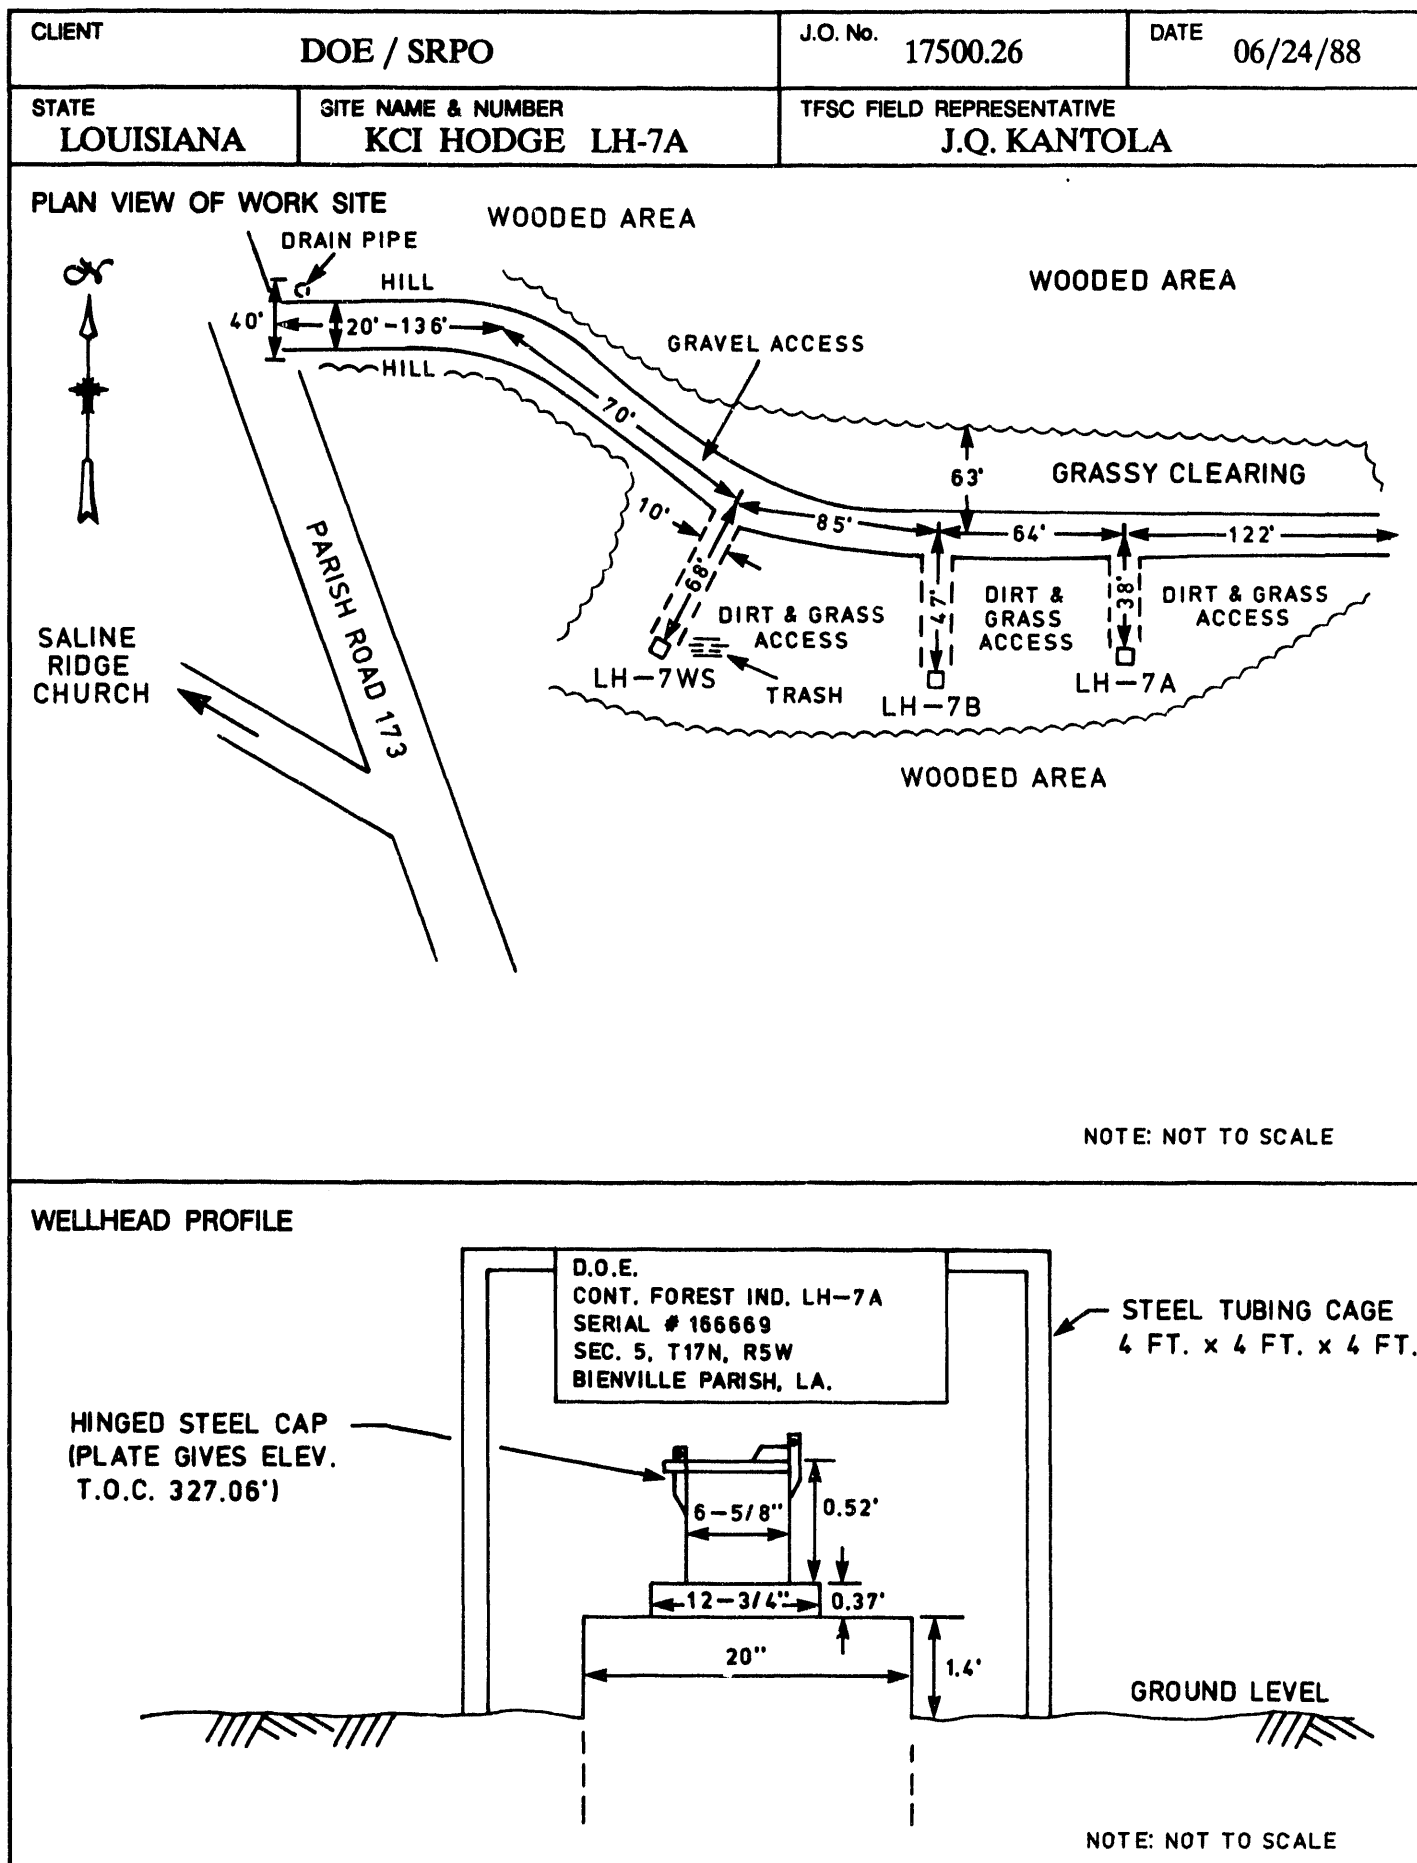 CLIENT
DOE / SRPO
J.O. No.
17500.26
DATE
06/24/88
STATE
LOUISIANA
SITE NAME & NUMBER
KCI HODGE LH-7A
TFSC FIELD REPRESENTATIVE
J.Q. KANTOLA
PLAN VIEW OF WORK SITE
WOODED AREA
DRAIN PIPE
WOODED AREA
N
HILL
40'
20'-136'
GRAVEL ACCESS
HILL
70'
63'
GRASSY CLEARING
10'
85'
64'
122'
PARISH ROAD 173
68'
47'
38'
DIRT & GRASS
ACCESS
DIRT &
GRASS
ACCESS
DIRT & GRASS
ACCESS
SALINE
RIDGE
CHURCH
LH-7WS
TRASH
LH-7B
LH-7A
WOODED AREA
NOTE: NOT TO SCALE
WELLHEAD PROFILE
D.O.E.
CONT. FOREST IND. LH-7A
SERIAL # 166669
SEC. 5, T17N, R5W
BIENVILLE PARISH, LA.
STEEL TUBING CAGE
4 FT. x 4 FT. x 4 FT.
HINGED STEEL CAP
(PLATE GIVES ELEV.
T.O.C. 327.06')
6-5/8"
0.52'
12-3/4"
0.37'
20"
1.4'
GROUND LEVEL
NOTE: NOT TO SCALE